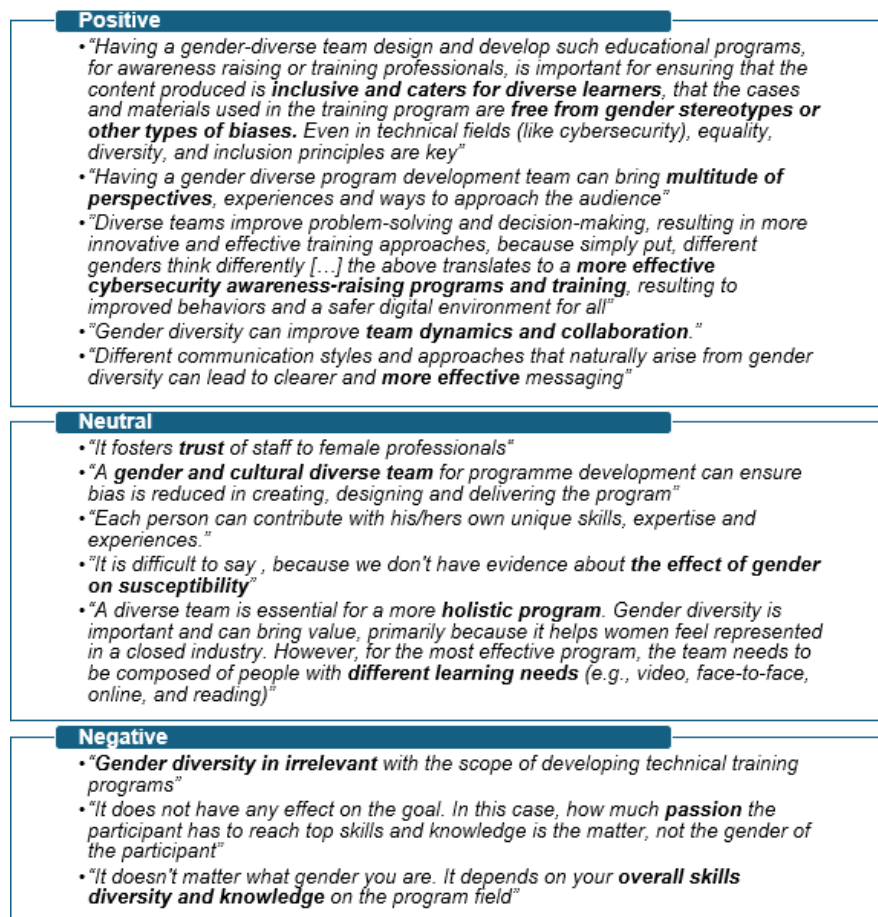 Positive
• "Having a gender-diverse team design and develop such educational programs,
for awareness raising or training professionals, is important for ensuring that the
content produced is inclusive and caters for diverse learners, that the cases
and materials used in the training program are free from gender stereotypes or
other types of biases. Even in technical fields (like cybersecurity), equality,
diversity, and inclusion principles are key"
• "Having a gender diverse program development team can bring multitude of
perspectives, experiences and ways to approach the audience"
• "Diverse teams improve problem-solving and decision-making, resulting in more
innovative and effective training approaches, because simply put, different
genders think differently […] the above translates to a more effective
cybersecurity awareness-raising programs and training, resulting to
improved behaviors and a safer digital environment for all"
• "Gender diversity can improve team dynamics and collaboration."
• "Different communication styles and approaches that naturally arise from gender
diversity can lead to clearer and more effective messaging"
Neutral
• "It fosters trust of staff to female professionals"
• "A gender and cultural diverse team for programme development can ensure
bias is reduced in creating, designing and delivering the program"
• "Each person can contribute with his/hers own unique skills, expertise and
experiences."
• "It is difficult to say , because we don't have evidence about the effect of gender
on susceptibility"
• "A diverse team is essential for a more holistic program. Gender diversity is
important and can bring value, primarily because it helps women feel represented
in a closed industry. However, for the most effective program, the team needs to
be composed of people with different learning needs (e.g., video, face-to-face,
online, and reading)"
Negative
• "Gender diversity in irrelevant with the scope of developing technical training
programs"
• "It does not have any effect on the goal. In this case, how much passion the
participant has to reach top skills and knowledge is the matter, not the gender of
the participant"
• "It doesn't matter what gender you are. It depends on your overall skills
diversity and knowledge on the program field"